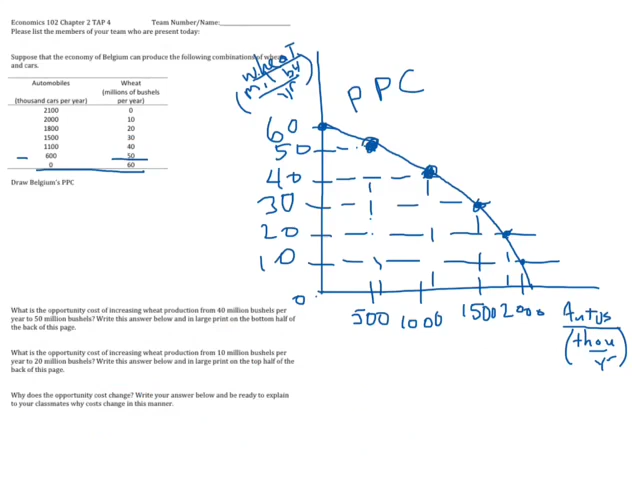 Economics 102 Chapter 2 TAP 4 Team Number/Name:
Please list the members of your team who are present today:
Suppose that the economy of Belgium can produce the following combinations of wheat
and cars.
Automobiles Wheat
(millions of bushels
(thousand cars per year) per year)
2100 0
2000 10
1800 20
1500 30
1100 40
600 50
0 60
Draw Belgium's PPC
wheat
mil by
yr
PPC
60
50
40
30
20
10
0
500 1000 1500 2000
Autos
(thou
yr)
What is the opportunity cost of increasing wheat production from 40 million bushels per
year to 50 million bushels? Write this answer below and in large print on the bottom half of
the back of this page.
What is the opportunity cost of increasing wheat production from 10 million bushels per
year to 20 million bushels? Write this answer below and in large print on the top half of the
back of this page.
Why does the opportunity cost change? Write your answer below and be ready to explain
to your classmates why costs change in this manner.